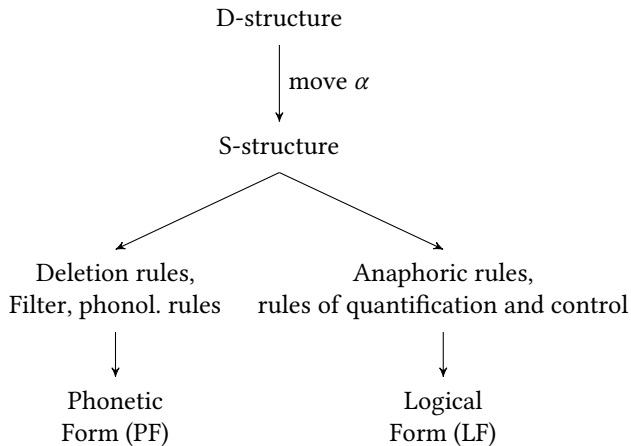 D-structure
move α
S-structure
Deletion rules,
Filter, phonol. rules
Anaphoric rules,
rules of quantification and control
Phonetic
Form (PF)
Logical
Form (LF)